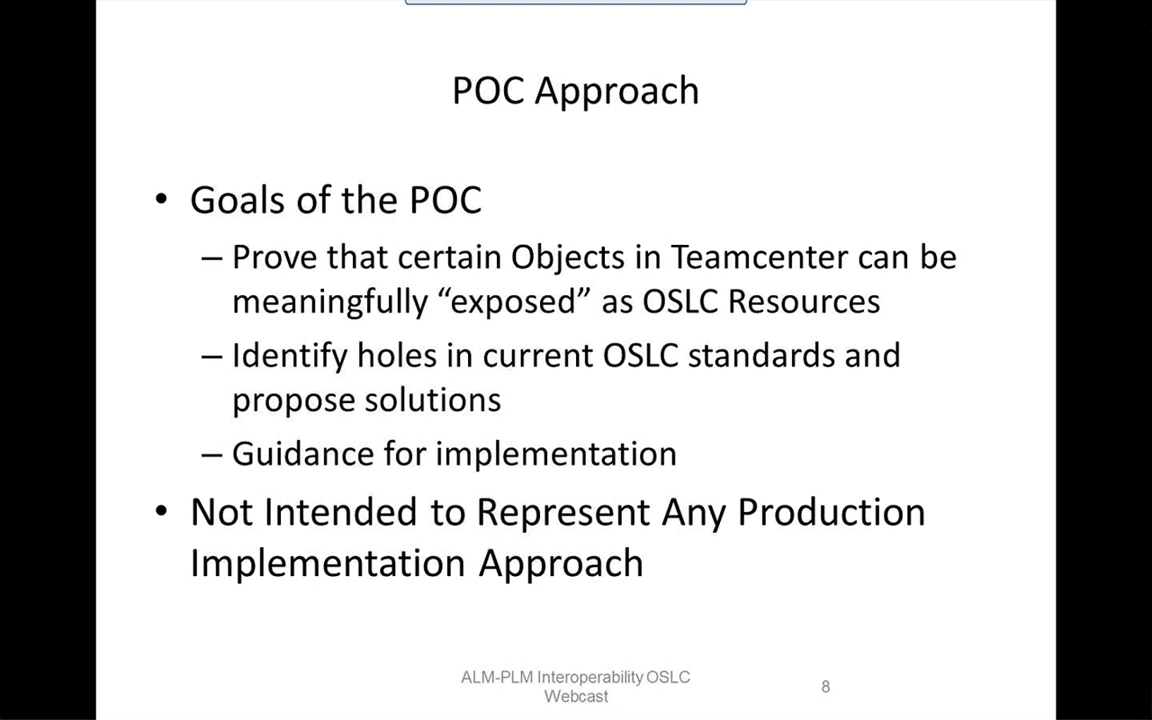 POC Approach
• Goals of the POC
– Prove that certain Objects in Teamcenter can be
meaningfully “exposed” as OSLC Resources
– Identify holes in current OSLC standards and
propose solutions
– Guidance for implementation
• Not Intended to Represent Any Production
Implementation Approach
ALM-PLM Interoperability OSLC
Webcast
8